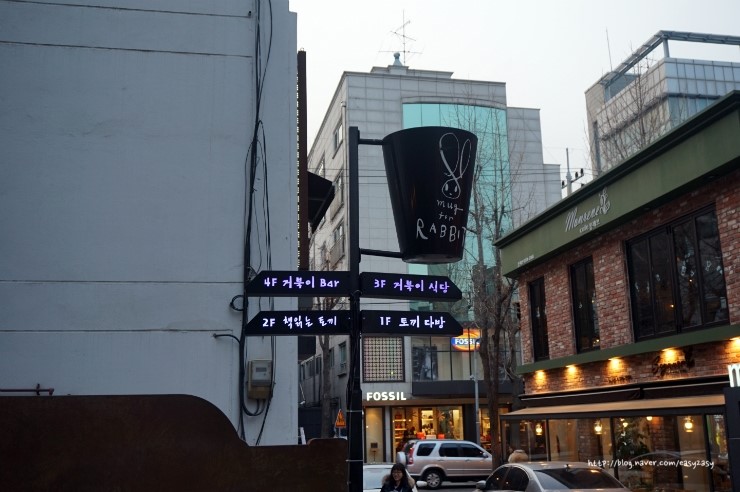 mug
for
RABBIT
4F 거북이 Bar
3F 거북이 식당
2F 책읽는 토끼
1F 토끼 다방
FOSSIL
FOSSIL
http://blog.naver.com/easyzasy